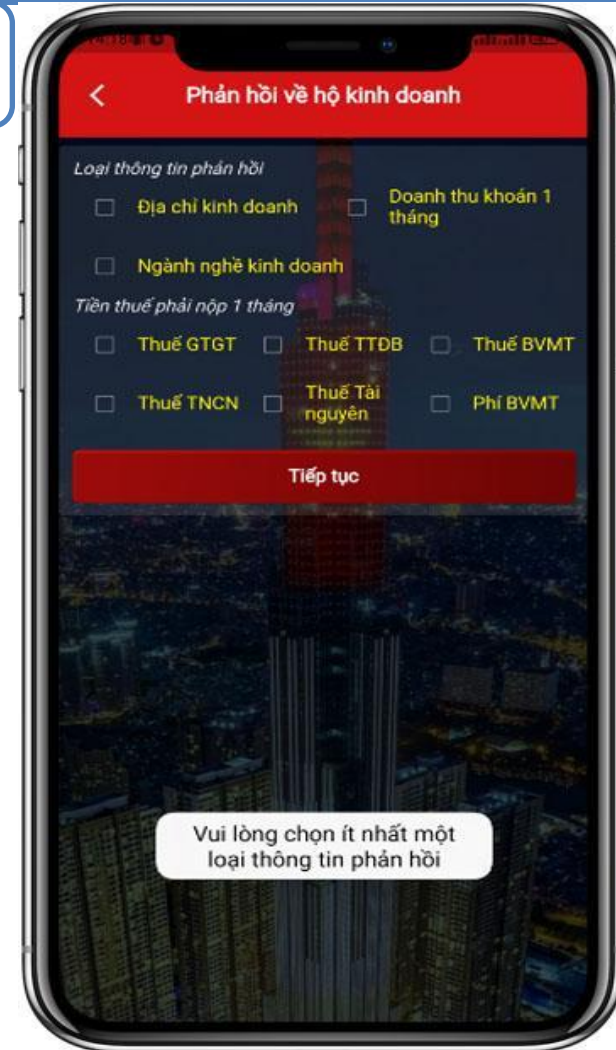 Phản hồi về hộ kinh doanh
Loại thông tin phản hồi
Địa chỉ kinh doanh
Doanh thu khoán 1
tháng
Ngành nghề kinh doanh
Tiền thuế phải nộp 1 tháng
Thuế GTGT
Thuế TTĐB
Thuế BVMT
Thuế TNCN
Thuế Tài
nguyên
Phí BVMT
Tiếp tục
Vui lòng chọn ít nhất một
loại thông tin phản hồi